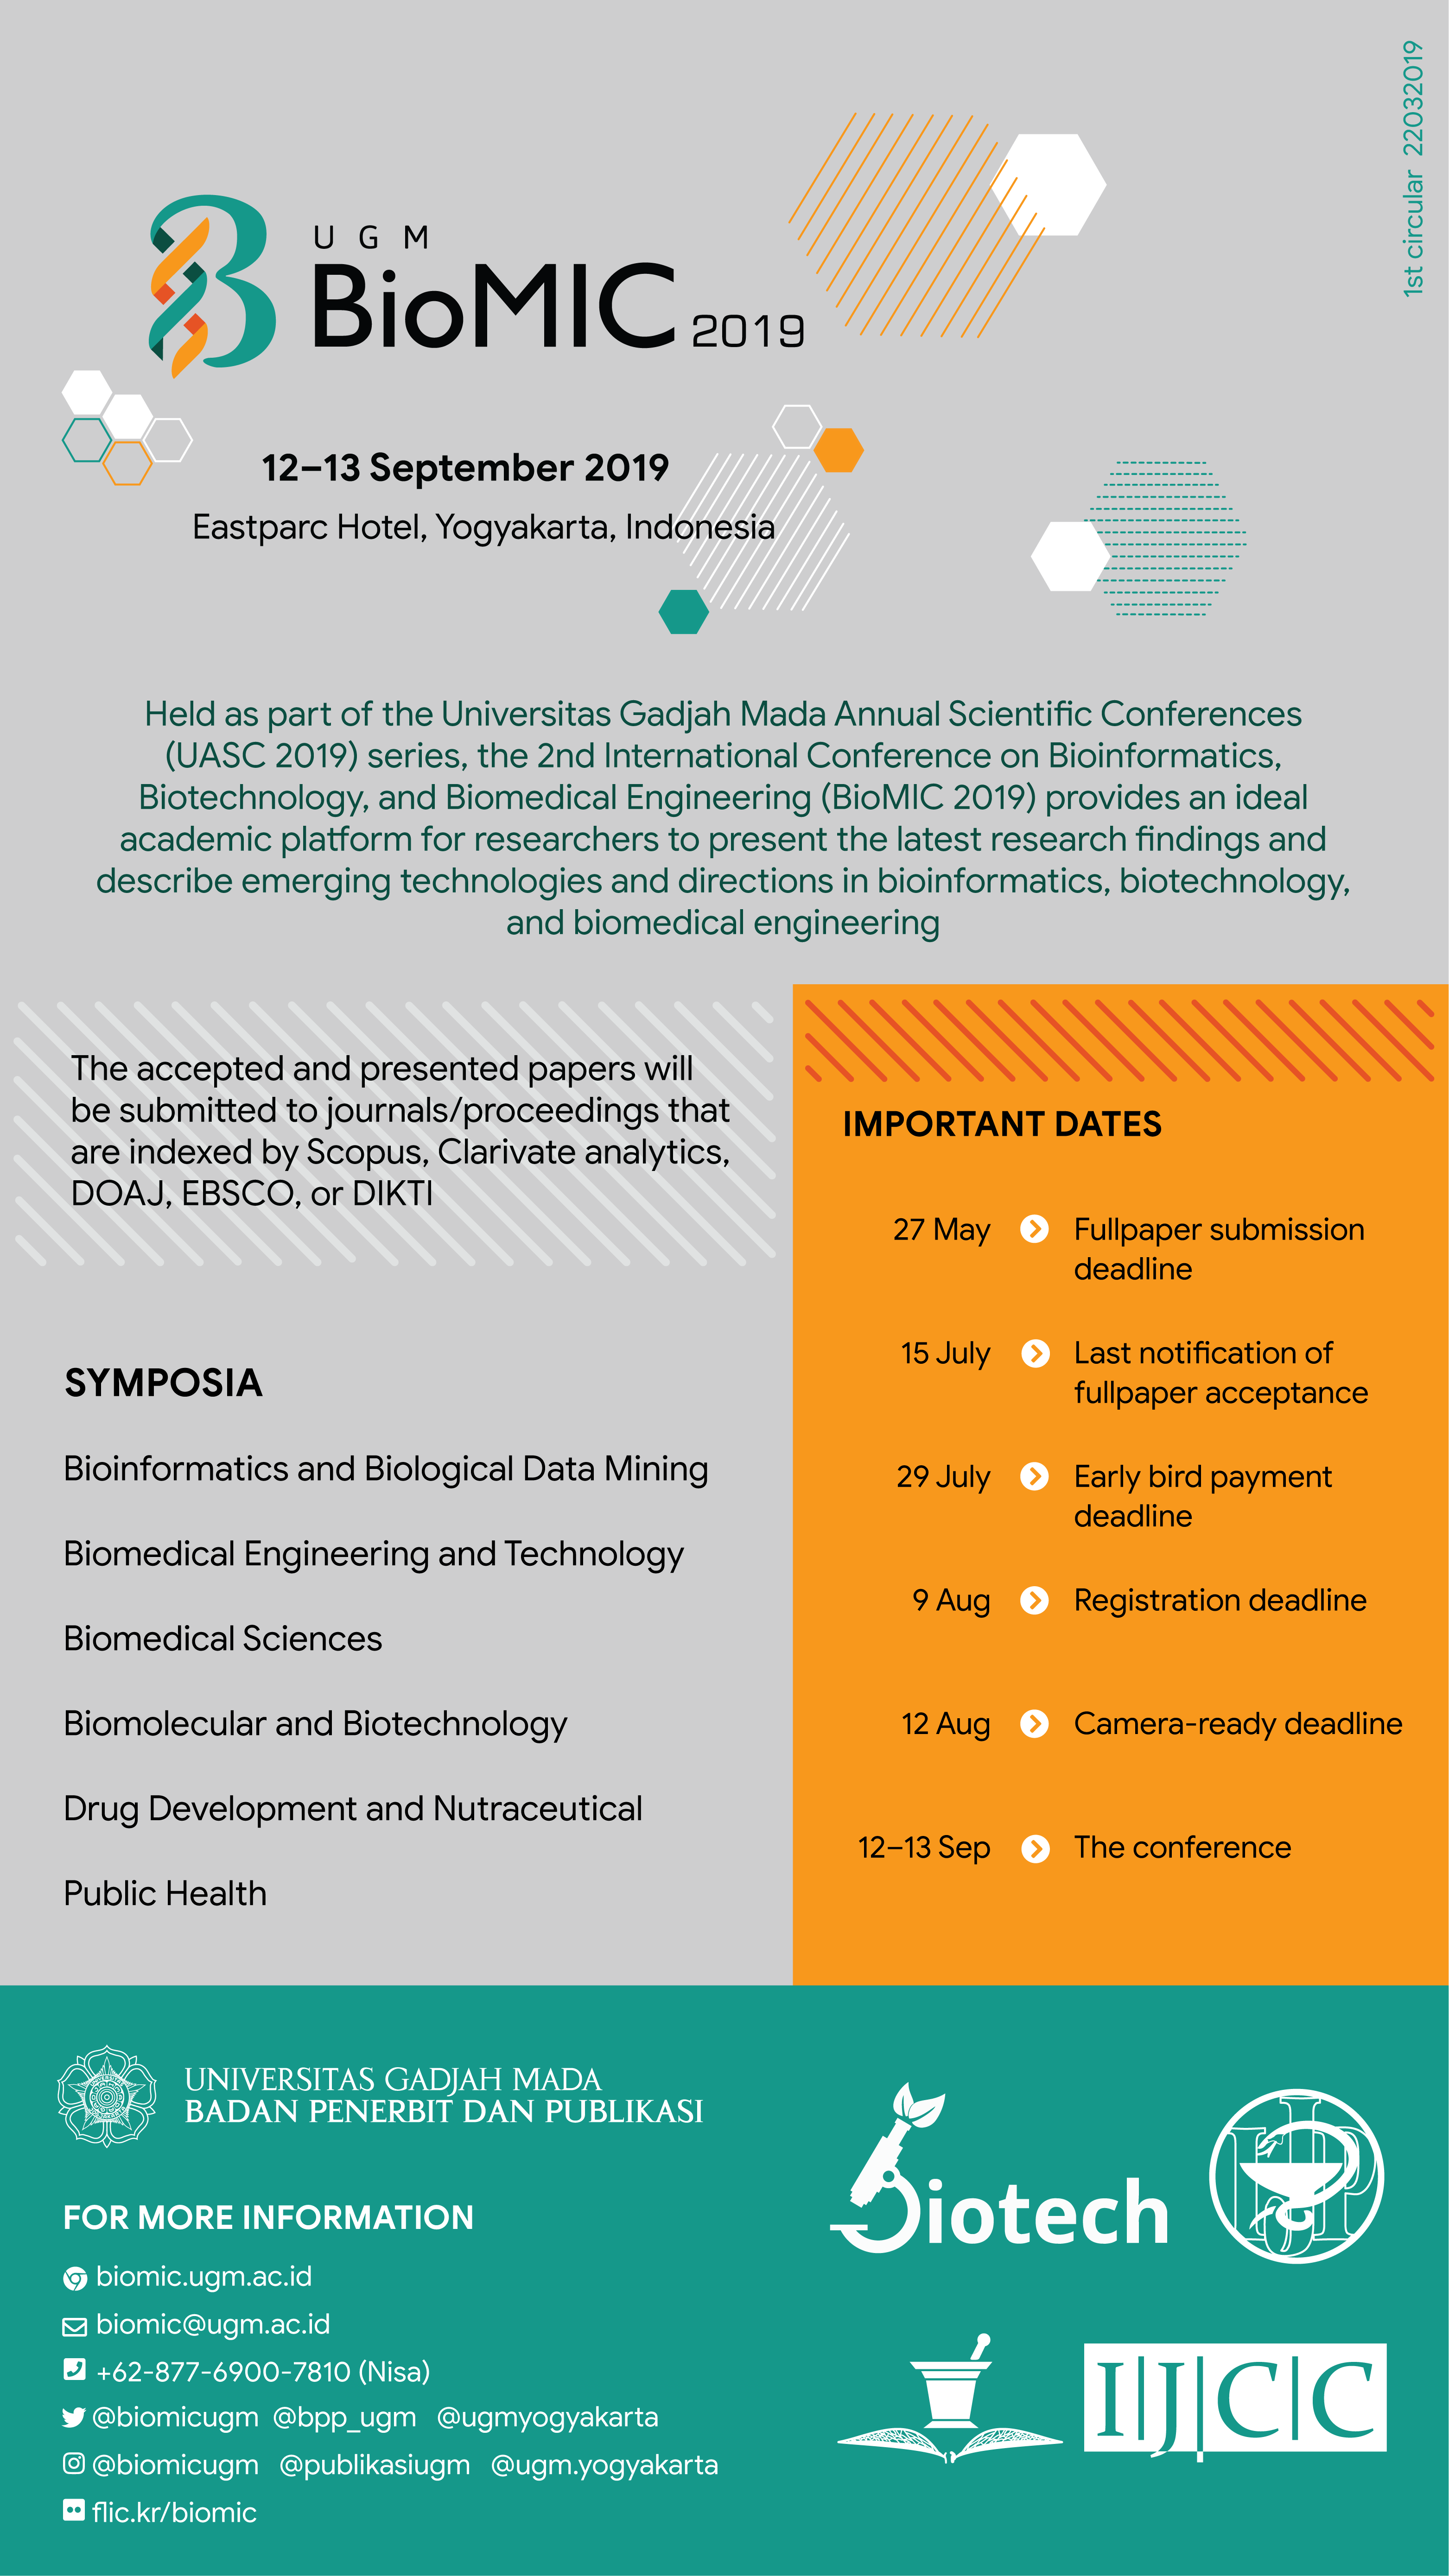 1st circular 22032019
UGM
BioMIC 2019
12–13 September 2019
Eastparc Hotel, Yogyakarta, Indonesia
Held as part of the Universitas Gadjah Mada Annual Scientific Conferences
(UASC 2019) series, the 2nd International Conference on Bioinformatics,
Biotechnology, and Biomedical Engineering (BioMIC 2019) provides an ideal
academic platform for researchers to present the latest research findings and
describe emerging technologies and directions in bioinformatics, biotechnology,
and biomedical engineering
The accepted and presented papers will
be submitted to journals/proceedings that
are indexed by Scopus, Clarivate analytics,
DOAJ, EBSCO, or DIKTI
SYMPOSIA
Bioinformatics and Biological Data Mining
Biomedical Engineering and Technology
Biomedical Sciences
Biomolecular and Biotechnology
Drug Development and Nutraceutical
Public Health
IMPORTANT DATES
27 May Fullpaper submission
deadline
15 July Last notification of
fullpaper acceptance
29 July Early bird payment
deadline
9 Aug Registration deadline
12 Aug Camera-ready deadline
12–13 Sep The conference
UNIVERSITAS GADJAH MADA
BADAN PENERBIT DAN PUBLIKASI
FOR MORE INFORMATION
biomic.ugm.ac.id
biomic@ugm.ac.id
+62-877-6900-7810 (Nisa)
@biomicugm @bpp_ugm @ugmyogyakarta
@biomicugm @publikasiugm @ugm.yogyakarta
flic.kr/biomic
Biotech
IJP
I|J|C|C